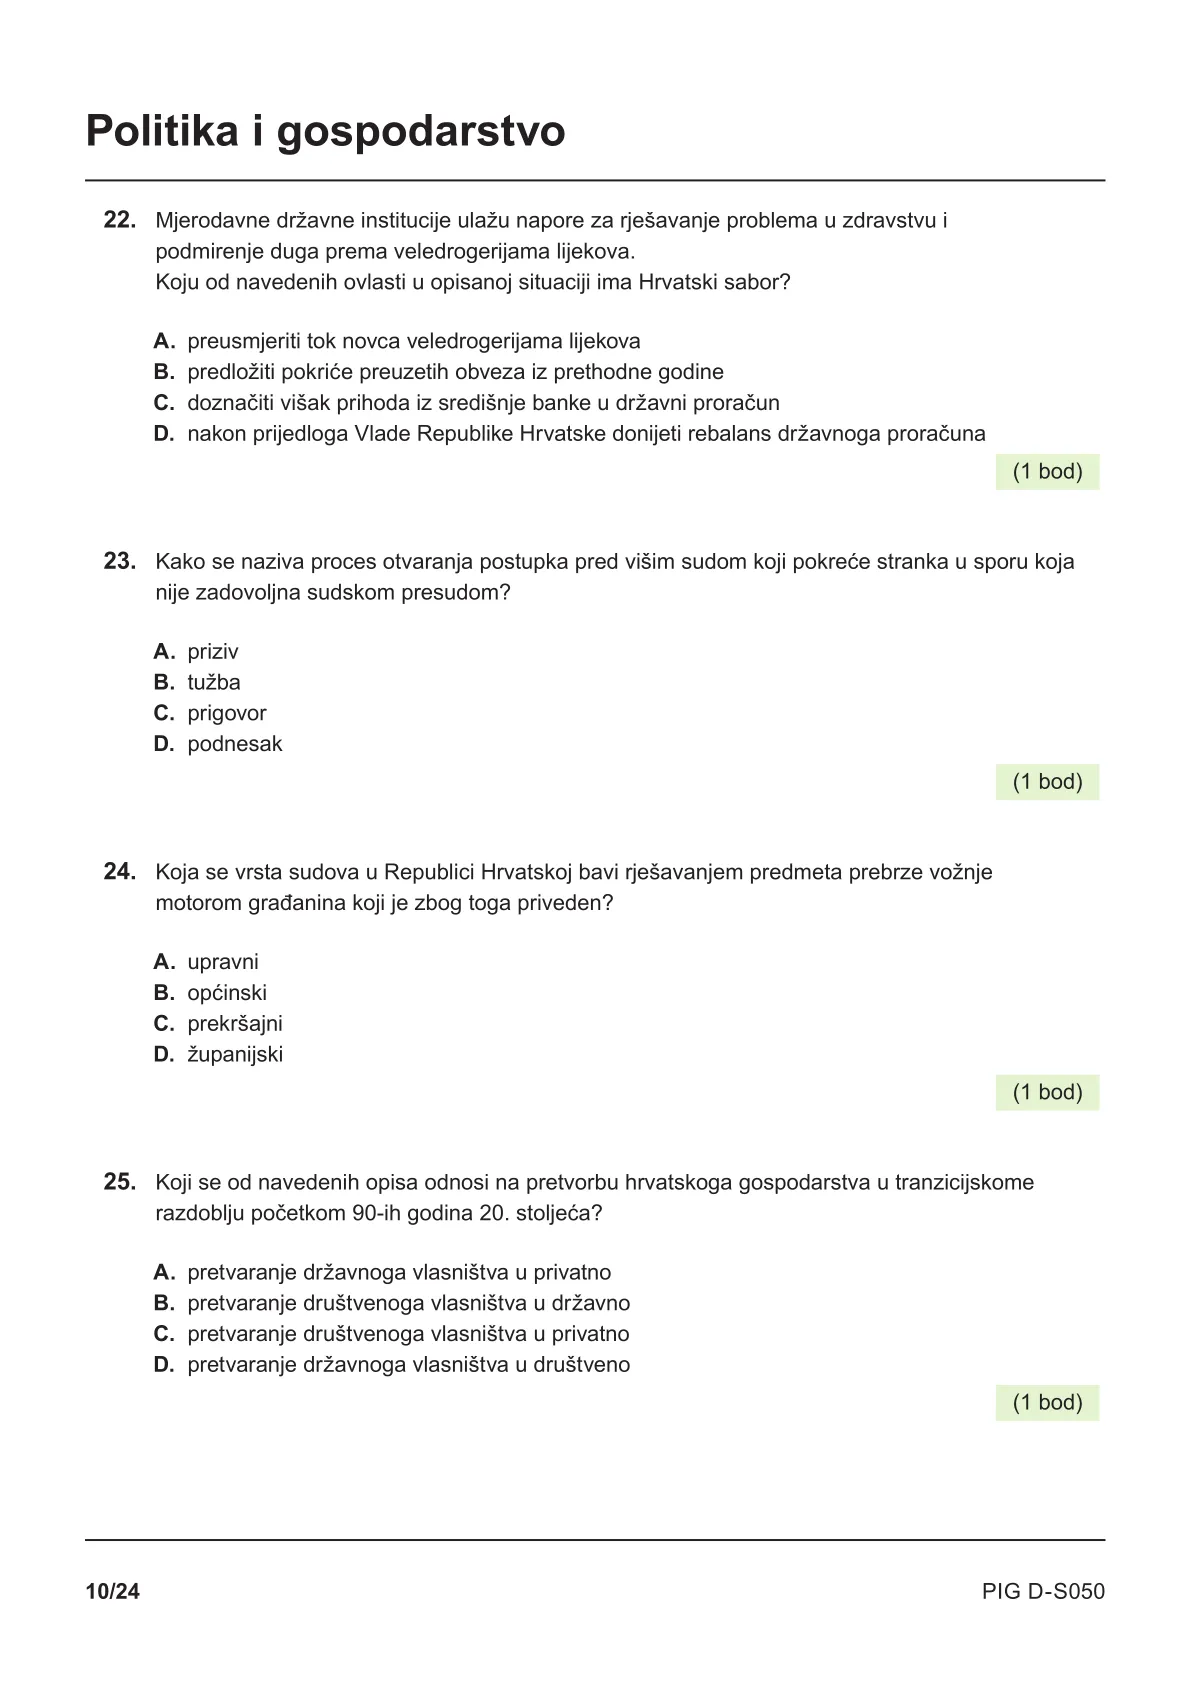 Politika i gospodarstvo
22. Mjerodavne državne institucije ulažu napore za rješavanje problema u zdravstvu i
podmirenje duga prema veledrogerijama lijekova.
Koju od navedenih ovlasti u opisanoj situaciji ima Hrvatski sabor?
A. preusmjeriti tok novca veledrogerijama lijekova
B. predložiti pokriće preuzetih obveza iz prethodne godine
C. doznačiti višak prihoda iz središnje banke u državni proračun
D. nakon prijedloga Vlade Republike Hrvatske donijeti rebalans državnoga proračuna
(1 bod)
23. Kako se naziva proces otvaranja postupka pred višim sudom koji pokreće stranka u sporu koja
nije zadovoljna sudskom presudom?
A. priziv
B. tužba
C. prigovor
D. podnesak
(1 bod)
24. Koja se vrsta sudova u Republici Hrvatskoj bavi rješavanjem predmeta prebrze vožnje
motorom građanina koji je zbog toga priveden?
A. upravni
B. općinski
C. prekršajni
D. županijski
(1 bod)
25. Koji se od navedenih opisa odnosi na pretvorbu hrvatskoga gospodarstva u tranzicijskome
razdoblju početkom 90-ih godina 20. stoljeća?
A. pretvaranje državnoga vlasništva u privatno
B. pretvaranje društvenoga vlasništva u državno
C. pretvaranje društvenoga vlasništva u privatno
D. pretvaranje državnoga vlasništva u društveno
(1 bod)
10/24 PIG D-S050